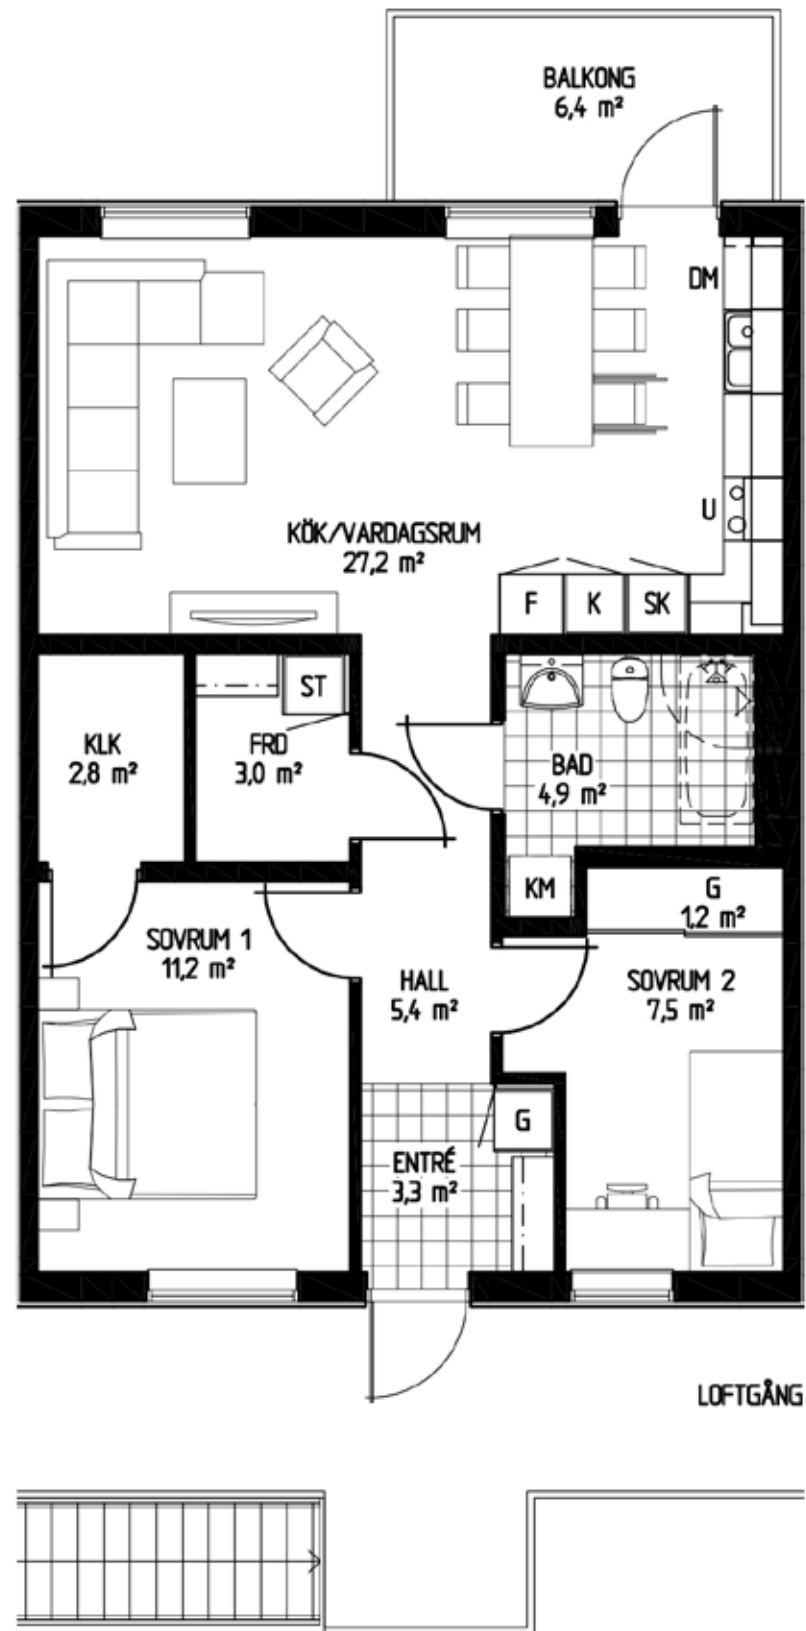 BALKONG
6,4 m²
DM
U
KÖK/VARDAGSRUM
27,2 m²
F K SK
ST
KLK
2,8 m²
FRD
3,0 m²
BAD
4,9 m²
KM
G
1,2 m²
SOVRUM 1
11,2 m²
HALL
5,4 m²
SOVRUM 2
7,5 m²
G
ENTRÉ
3,3 m²
LOFTGÅNG